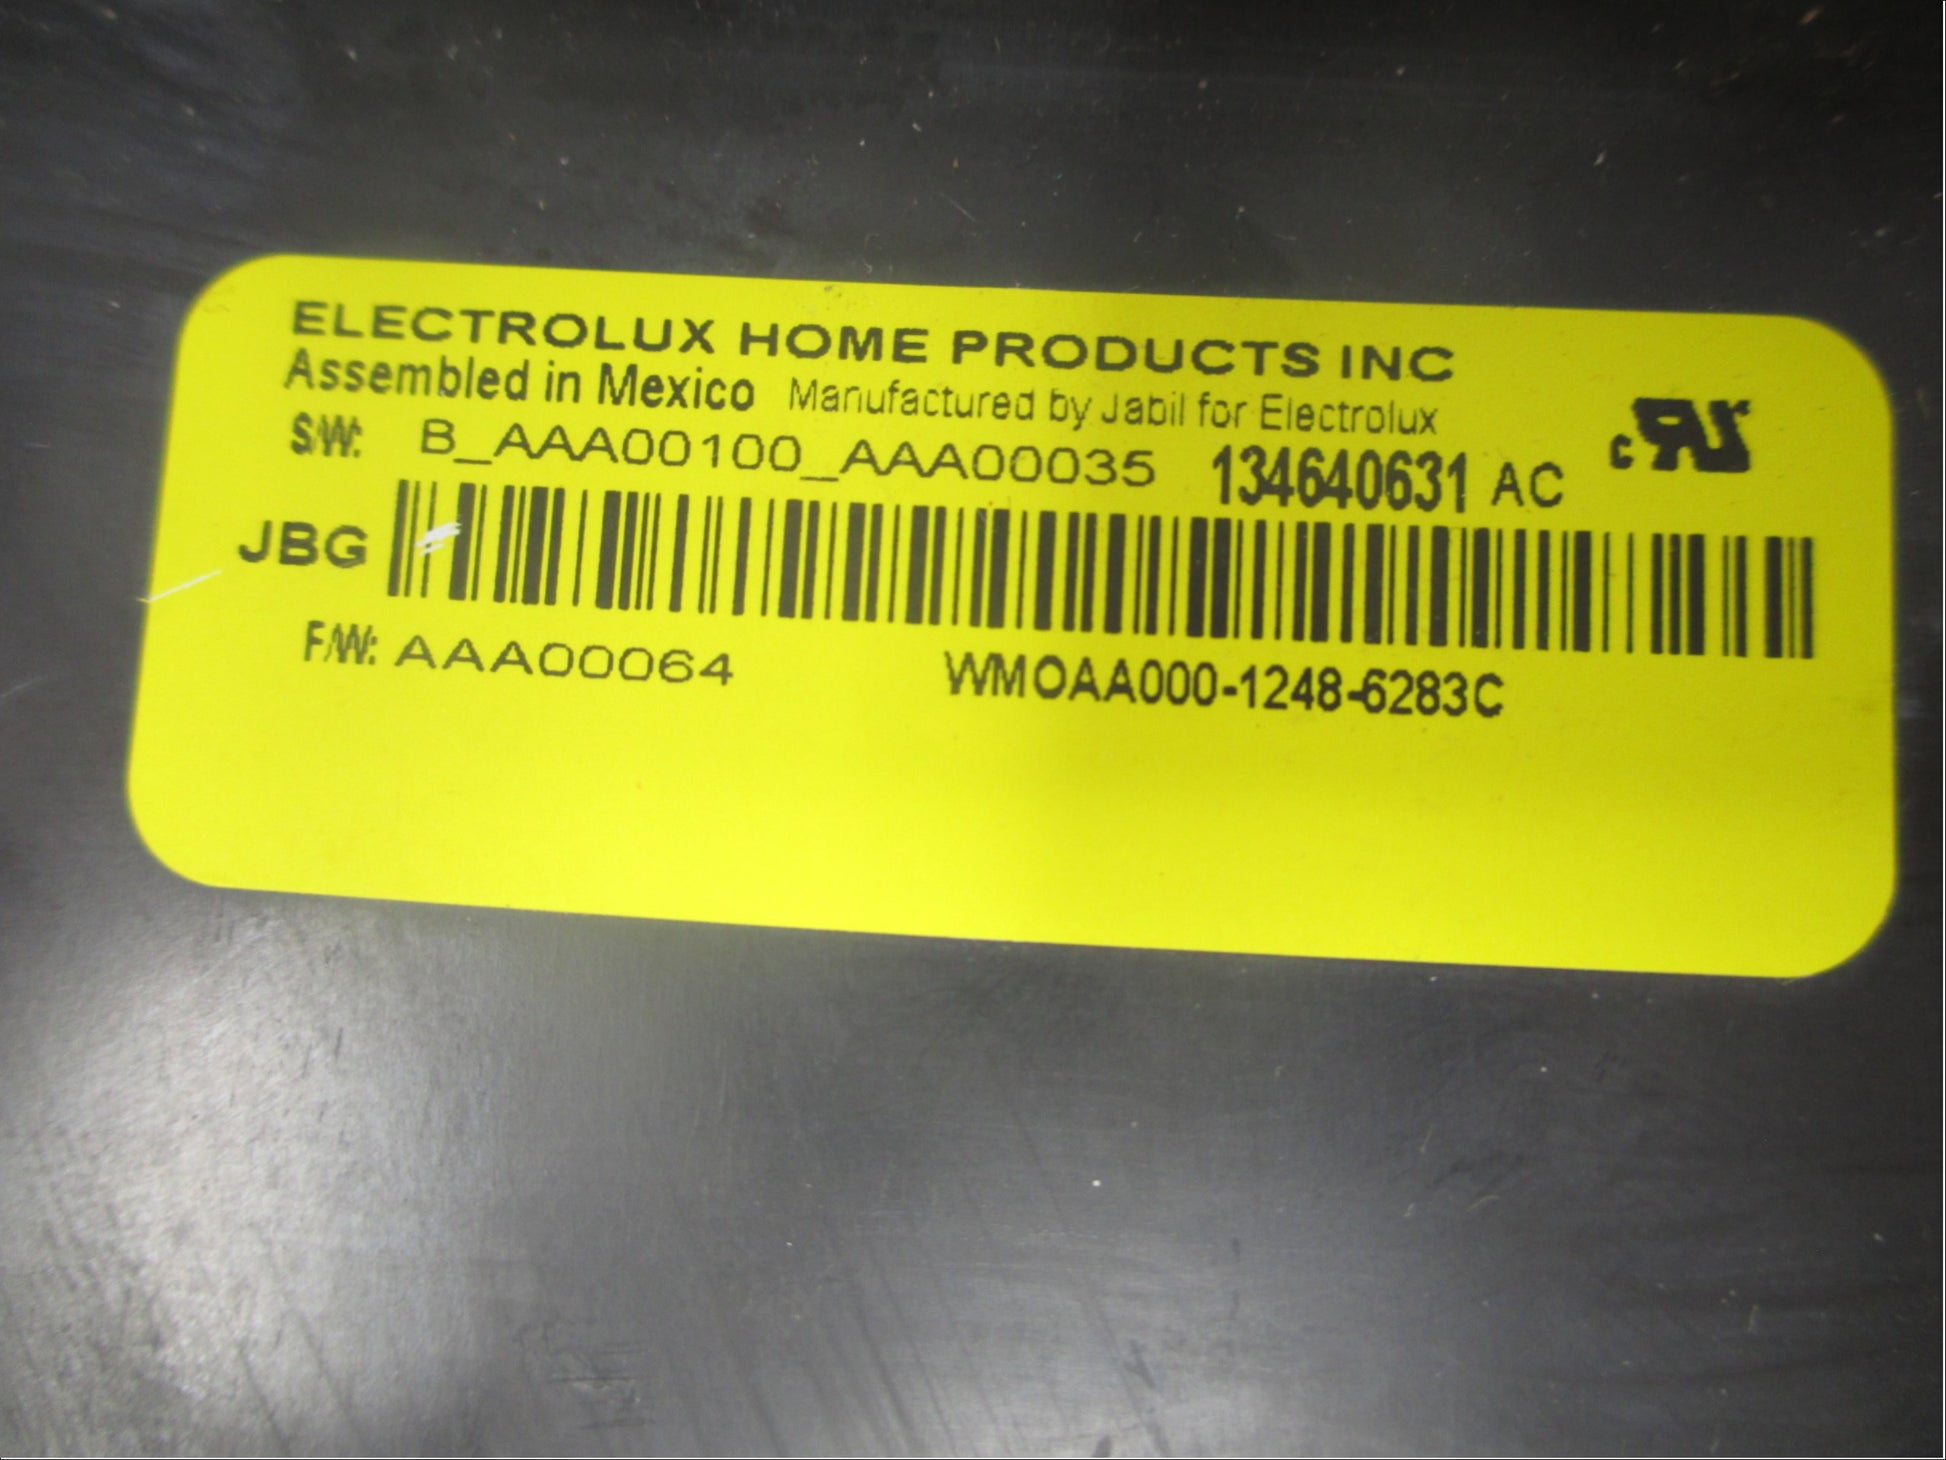 ELECTROLUX HOME PRODUCTS INC
Assembled in Mexico Manufactured by Jabil for Electrolux
S/W: B_AAA00100_AAA00035 134640631 AC
c RU
JBG
F/W: AAA00064 WMOAA000-1248-6283C